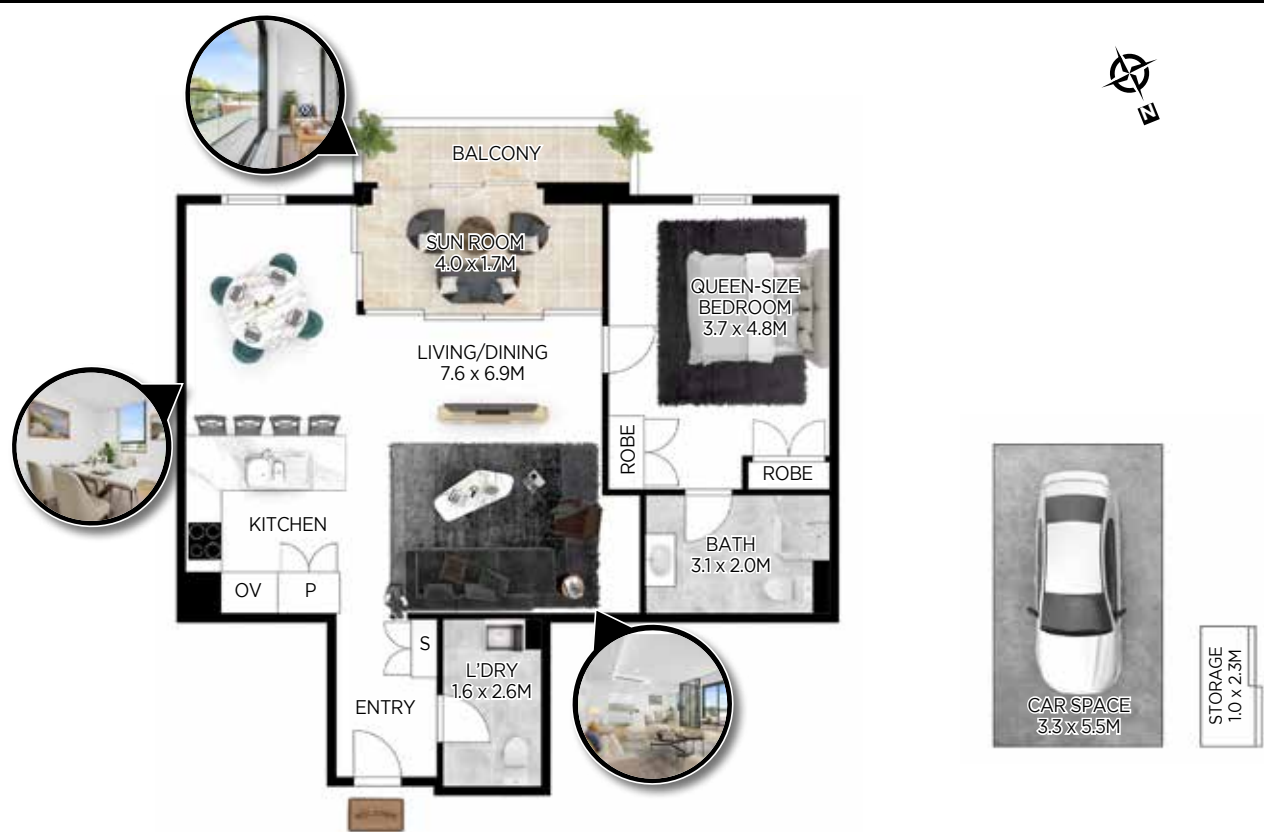 N
BALCONY
SUN ROOM
4.0 x 1.7M
QUEEN-SIZE
BEDROOM
3.7 x 4.8M
LIVING/DINING
7.6 x 6.9M
ROBE
ROBE
KITCHEN
OV
P
BATH
3.1 x 2.0M
S
L'DRY
1.6 x 2.6M
ENTRY
WELCOME
CAR SPACE
3.3 x 5.5M
STORAGE
1.0 x 2.3M